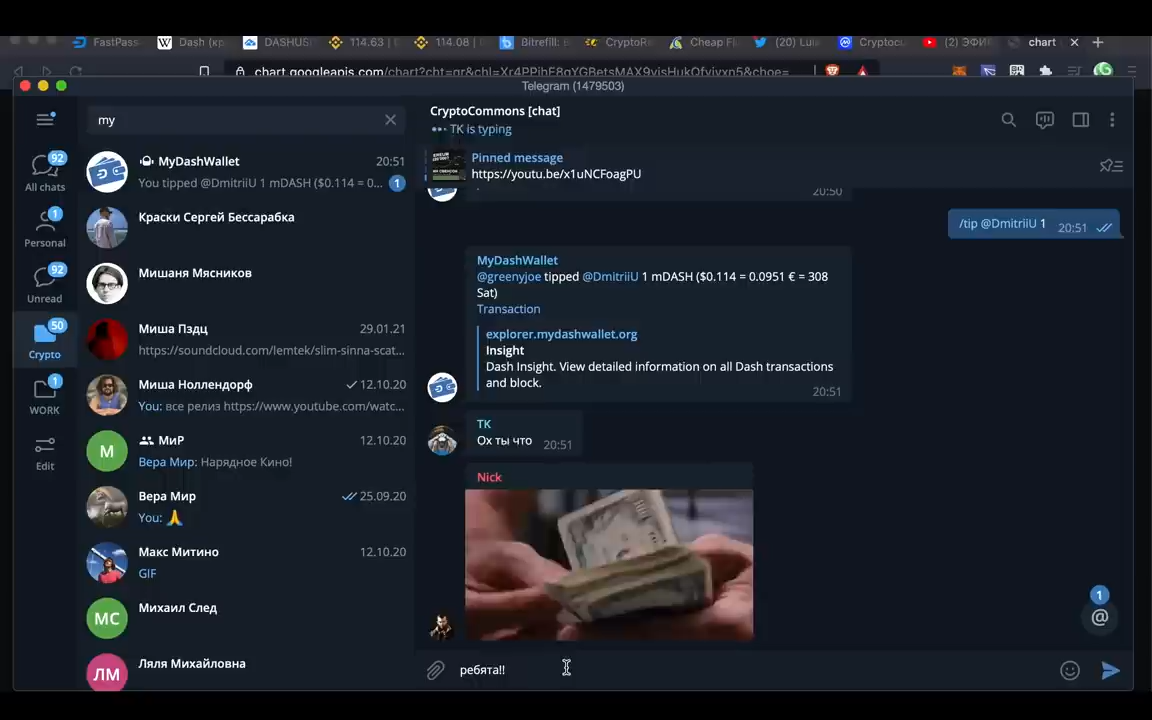 FastPass
Dash (кр
DASHUS
114.63 |
114.08 |
Bitrefill:
CryptoR
Cheap F
(20) Lui
Cryptoc
(2) ЭФИ
chart
chart.googleapis.com/chart?cht=qr&chl=
Telegram (1479503)
my
92
All chats
1
Personal
92
Unread
50
Crypto
1
WORK
Edit
MyDashWallet 20:51
You tipped @DmitriiU 1 mDASH ($0.114 = 0... 1
Краски Сергей Бессарабка
Мишаня Мясников
Миша Пздц 29.01.21
https://soundcloud.com/lemtek/slim-sinna-scat...
Миша Ноллендорф 12.10.20
You: все релиз https://www.youtube.com/watc...
М
МиР 12.10.20
Вера Мир: Нарядное Кино!
Вера Мир 25.09.20
You: 🙏
Макс Митино 12.10.20
GIF
МС
Михаил След
ЛМ
Ляля Михайловна
CryptoCommons [chat]
TK is typing
Pinned message
https://youtu.be/x1uNCFoagPU
20:50
/tip @DmitriiU 1 20:51
MyDashWallet
@greenyjoe tipped @DmitriiU 1 mDASH ($0.114 = 0.0951 € = 308
Sat)
Transaction
explorer.mydashwallet.org
Insight
Dash Insight. View detailed information on all Dash transactions
and block.
20:51
TK
Ох ты что 20:51
Nick
1
@
ребята!!